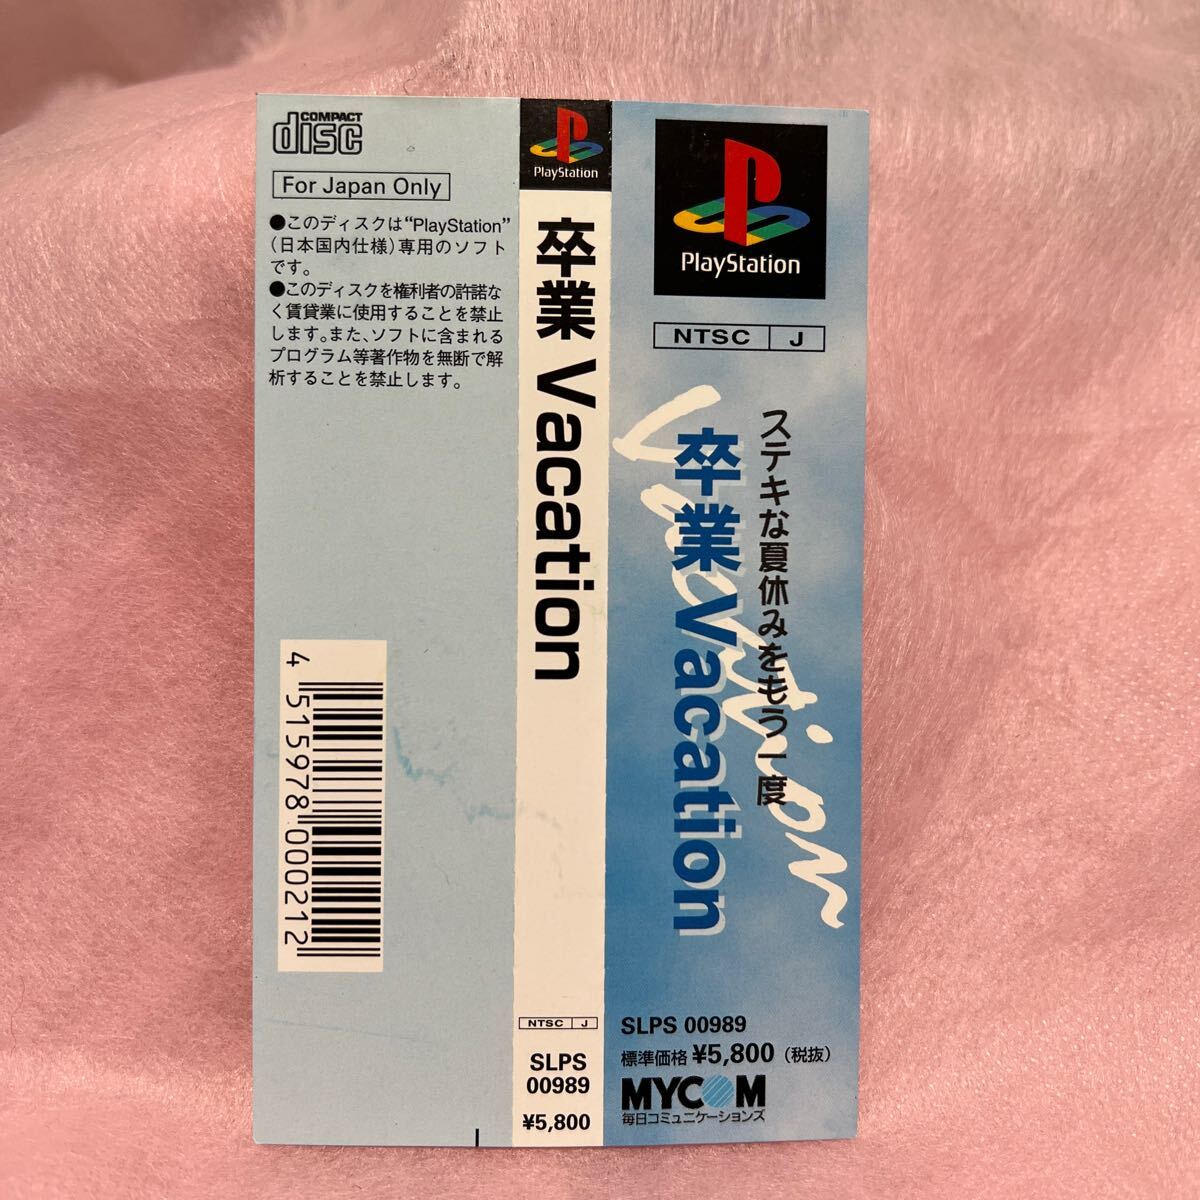 COMPACT
disc
For Japan Only
●このディスクは“PlayStation”
(日本国内仕様)専用のソフト
です。
●このディスクを権利者の許諾な
く賃貸業に使用することを禁止
します。また、ソフトに含まれる
プログラム等著作物を無断で解
析することを禁止します。
4 515978 000212
PlayStation
卒業 Vacation
NTSC J
SLPS
00989
¥5,800
PlayStation
NTSC J
ステキな夏休みをもう一度
卒業 Vacation
Vacation
SLPS 00989
標準価格 ¥5,800 (税抜)
MYCOM
毎日コミュニケーションズ